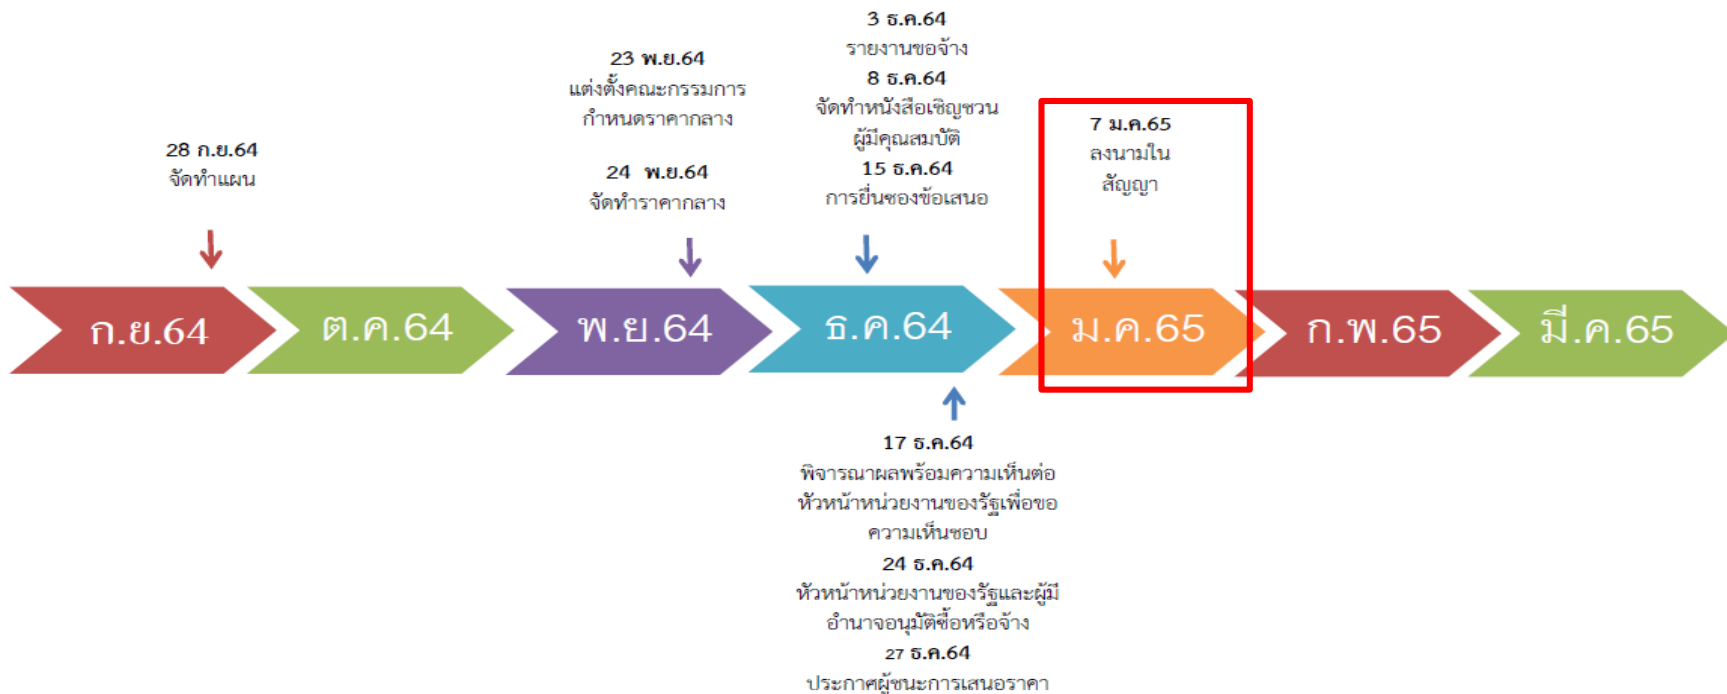 3 ธ.ค.64
รายงานขอจ้าง
8 ธ.ค.64
จัดทำหนังสือเชิญชวน
ผู้มีคุณสมบัติ
15 ธ.ค.64
การยื่นซองข้อเสนอ
23 พ.ย.64
แต่งตั้งคณะกรรมการ
กำหนดราคากลาง
24 พ.ย.64
จัดทำราคากลาง
7 ม.ค.65
ลงนามใน
สัญญา
28 ก.ย.64
จัดทำแผน
ก.ย.64
ต.ค.64
พ.ย.64
ธ.ค.64
ม.ค.65
ก.พ.65
มี.ค.65
17 ธ.ค.64
พิจารณาผลพร้อมความเห็นต่อ
หัวหน้าหน่วยงานของรัฐเพื่อขอ
ความเห็นชอบ
24 ธ.ค.64
หัวหน้าหน่วยงานของรัฐและผู้มี
อำนาจอนุมัติซื้อหรือจ้าง
27 ธ.ค.64
ประกาศผู้ชนะการเสนอราคา